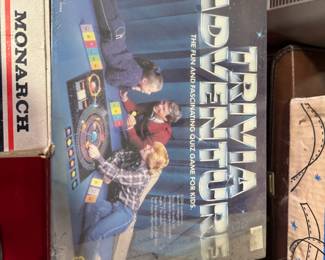 MONARCH
TRIVIA
ADVENTURE
THE FUN AND FASCINATING QUIZ GAME FOR KIDS.